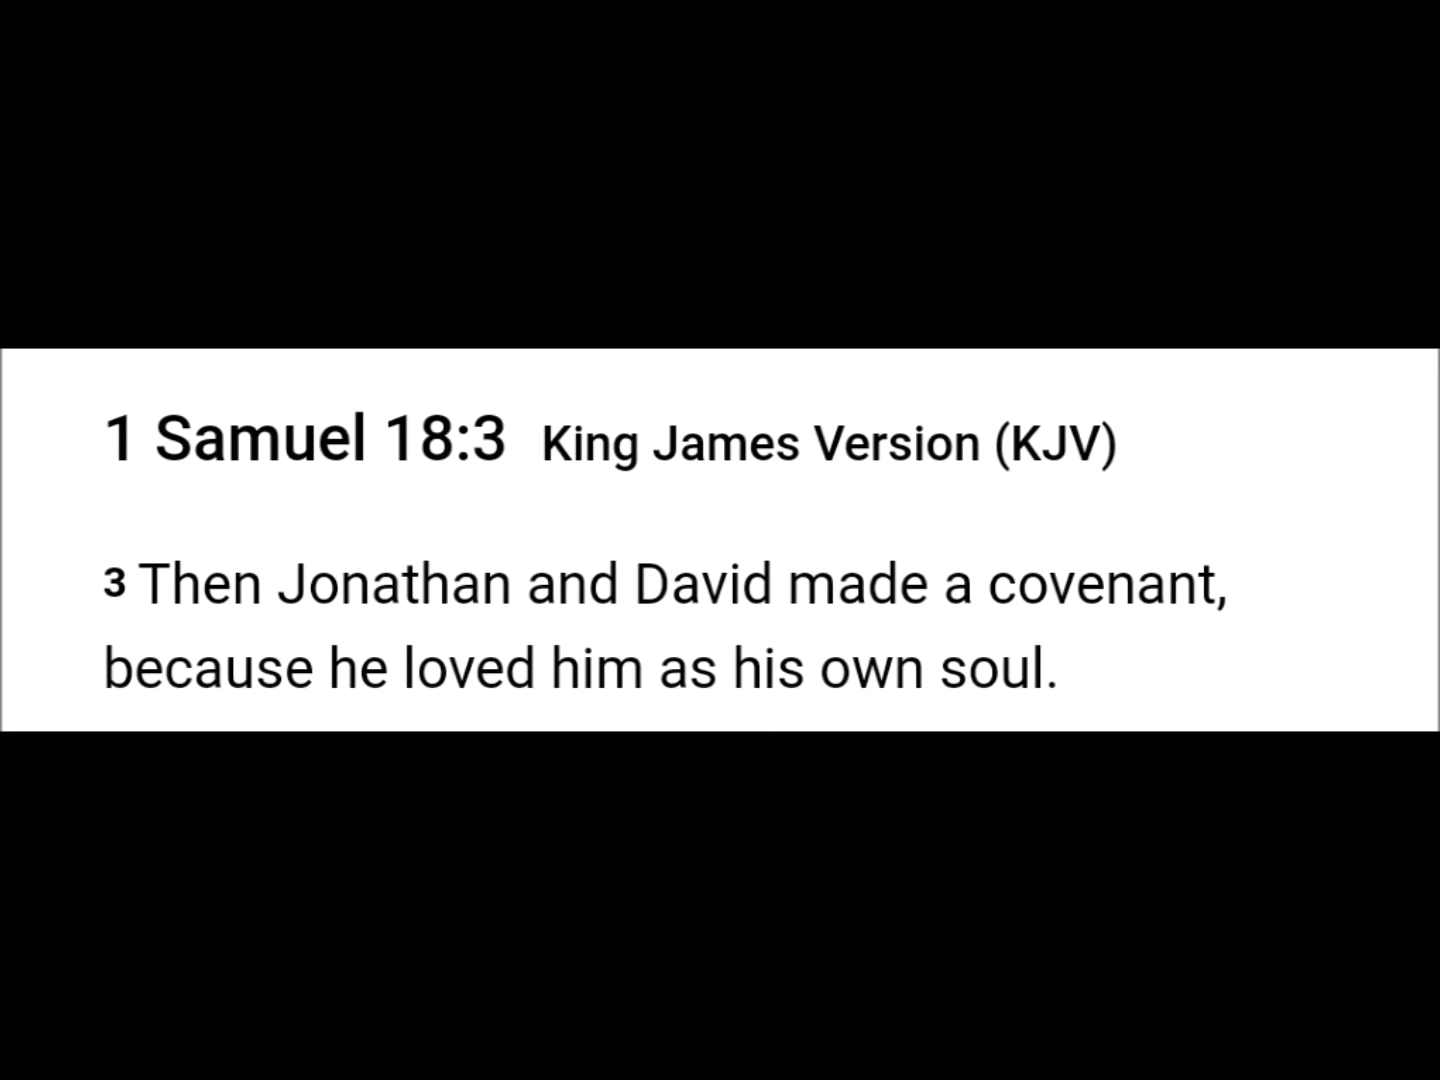 1 Samuel 18:3 King James Version (KJV)
3 Then Jonathan and David made a covenant,
because he loved him as his own soul.